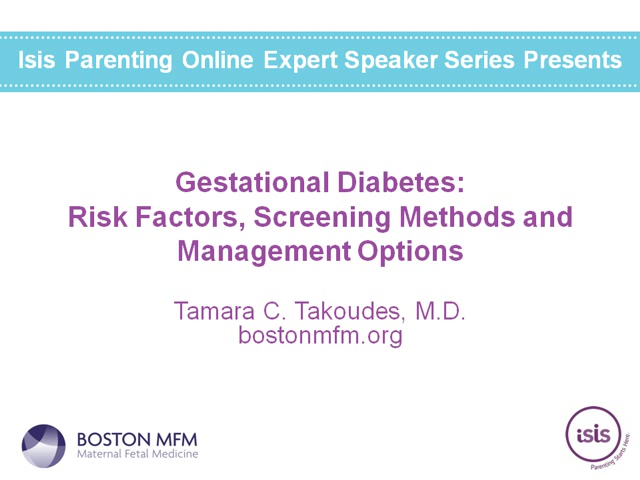 Isis Parenting Online Expert Speaker Series Presents
Gestational Diabetes:
Risk Factors, Screening Methods and
Management Options
Tamara C. Takoudes, M.D.
bostonmfm.org
BOSTON MFM
Maternal Fetal Medicine
isis
Parenting Starts Here.